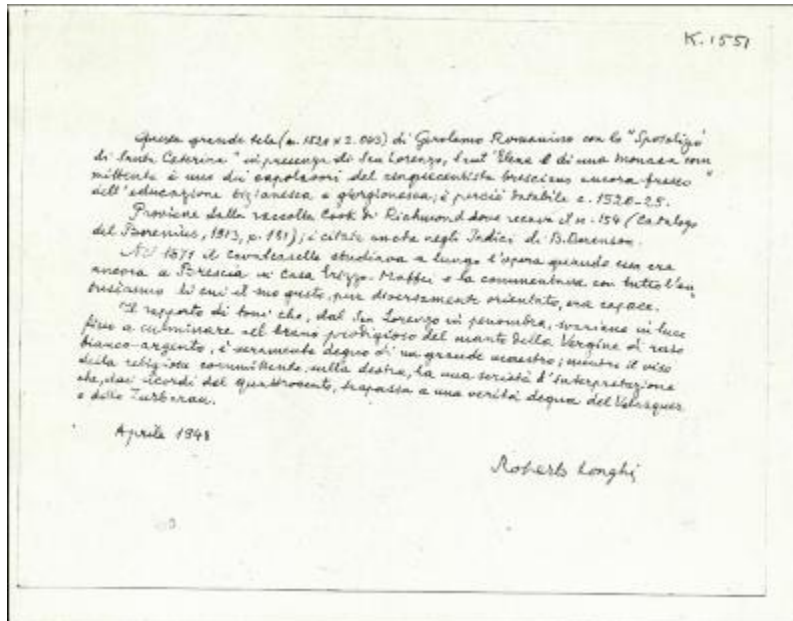 K. 1551
Questa grande tela (m. 1521 x 2.043) di Girolamo Romanino con lo "Sposalizio
di Santa Caterina" in presenza di San Lorenzo, Sant'Elena e di una monaca com
mittente è uno dei capolavori del cinquecentista bresciano ancora fresco
dell'educazione tizianesca e giorgionesca; è perciò databile c. 1520-25.
Proviene dalla raccolta Cook di Richmond dove recava il n. 154 (Catalogo
del Borenius, 1913, p. 181); è citato anche negli Indici di B. Berenson.
Nel 1871 il Cavalcaselle studiava a lungo l'opera quando essa era
ancora a Brescia in Casa Erizzo-Maffei e la commentava con tutto l'en
tusiasmo di cui il suo gusto, pur diversamente orientato, era capace.
Il rapporto di toni che, dal San Lorenzo in penombra, svariano in luce
fino a culminare nel brano prodigioso del manto della Vergine di raso
bianco-argento, è veramente degno di un grande maestro; mentre il viso
della religiosa committente, sulla destra, ha una serietà d'interpretazione
che, dai ricordi del quattrocento, trapassa a una verità degna del Velasquez
e dello Zurbaran.
Aprile 1948
Roberto Longhi